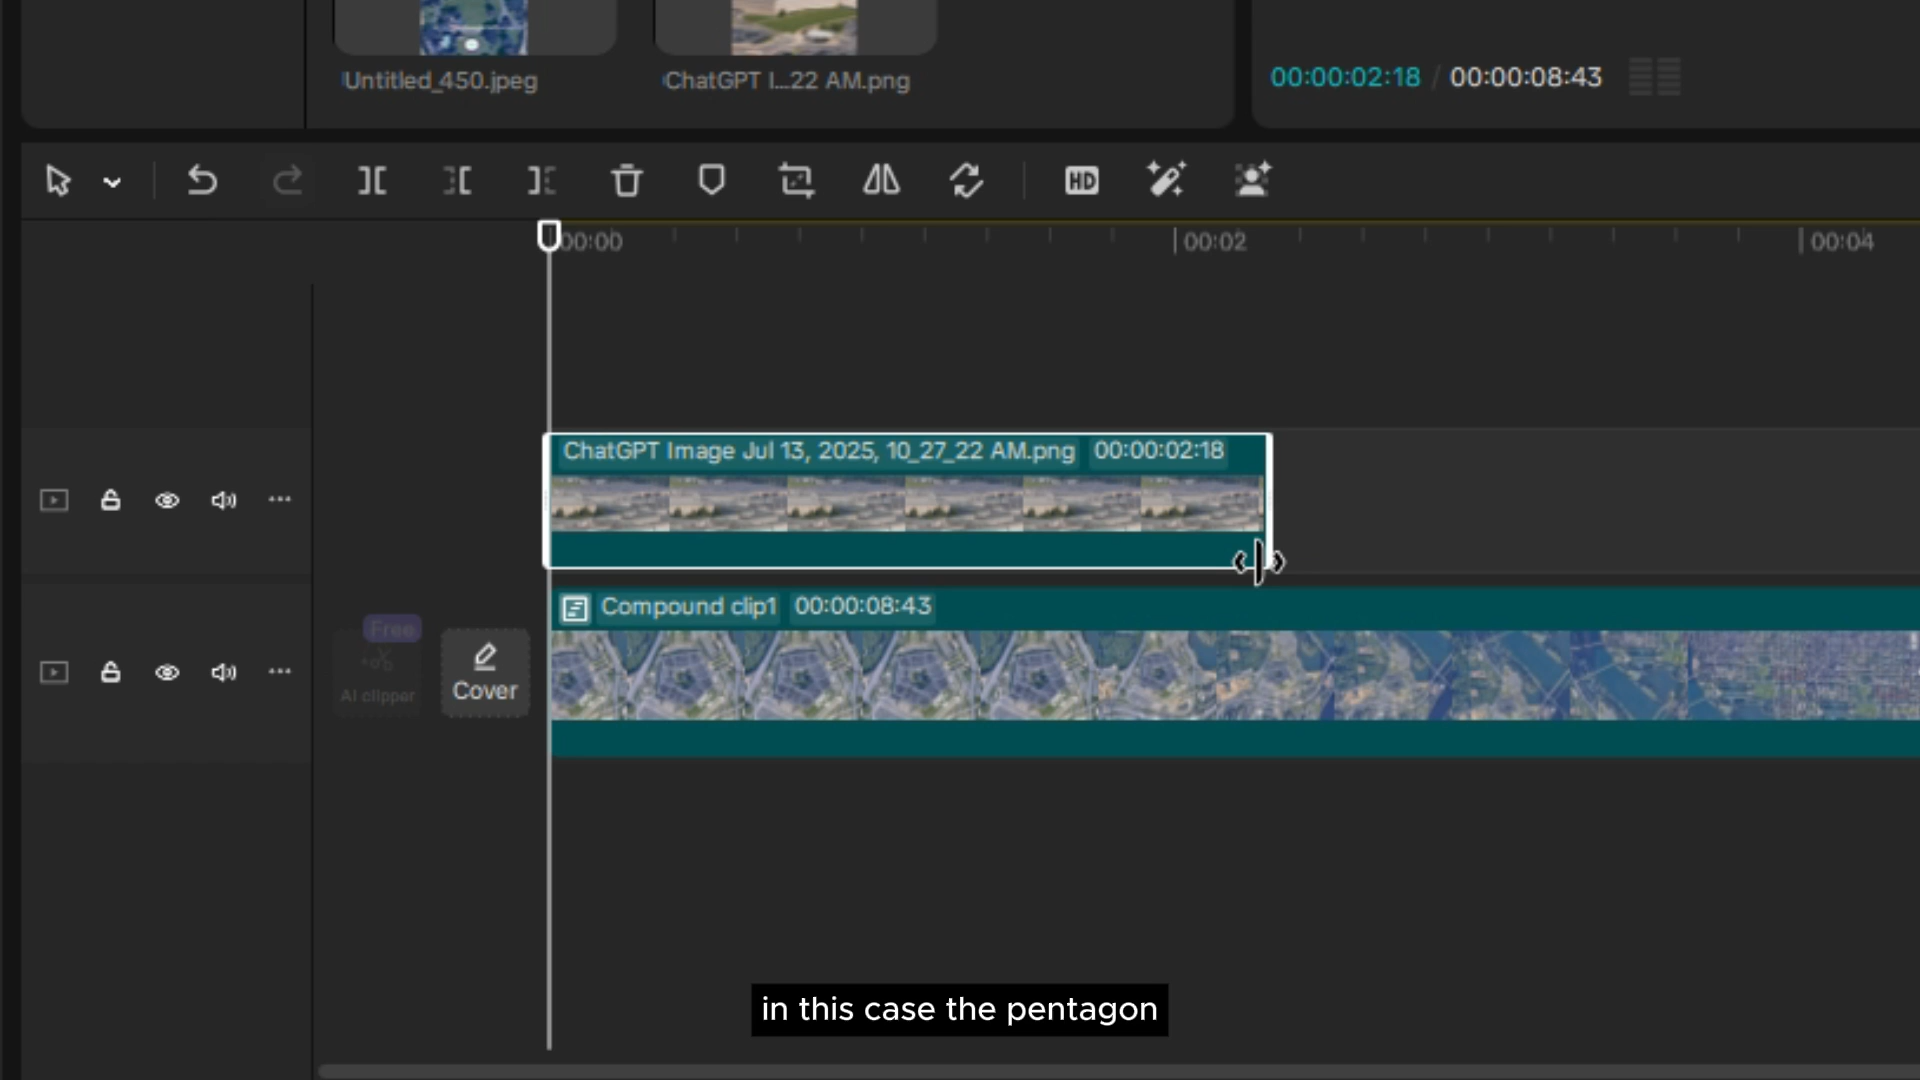 Untitled_450.jpeg
ChatGPT I...22 AM.png
00:00:02:18 / 00:00:08:43
HD
00:00
00:02
00:04
ChatGPT Image Jul 13, 2025, 10_27_22 AM.png 00:00:02:18
Compound clip1 00:00:08:43
Free
AI clipper
Cover
in this case the pentagon